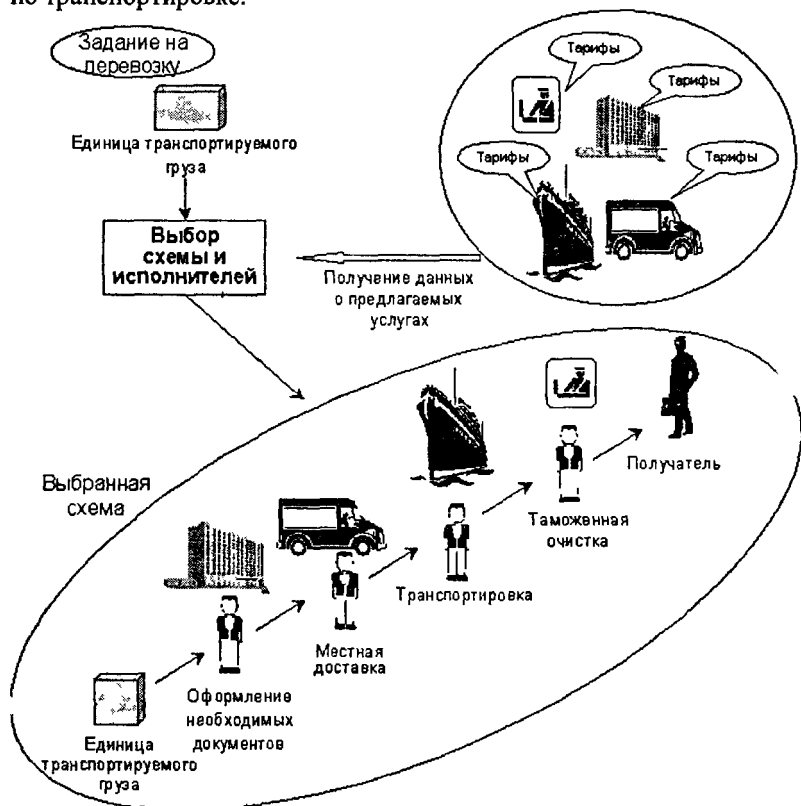 по транспортировке.
Задание на
перевозку
Единица транспортируемого
груза
Выбор
схемы и
исполнителей
Получение данных
о предлагаемых
услугах
Тарифы
Тарифы
Тарифы
Тарифы
Выбранная
схема
Получатель
Таможенная
очистка
Транспортировка
Местная
доставка
Оформление
необходимых
документов
Единица
транспортируемого
груза